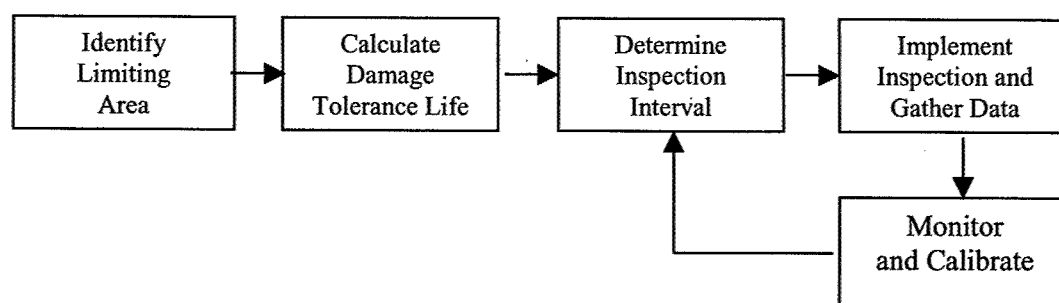 Identify
Limiting
Area
Calculate
Damage
Tolerance Life
Determine
Inspection
Interval
Implement
Inspection and
Gather Data
Monitor
and Calibrate